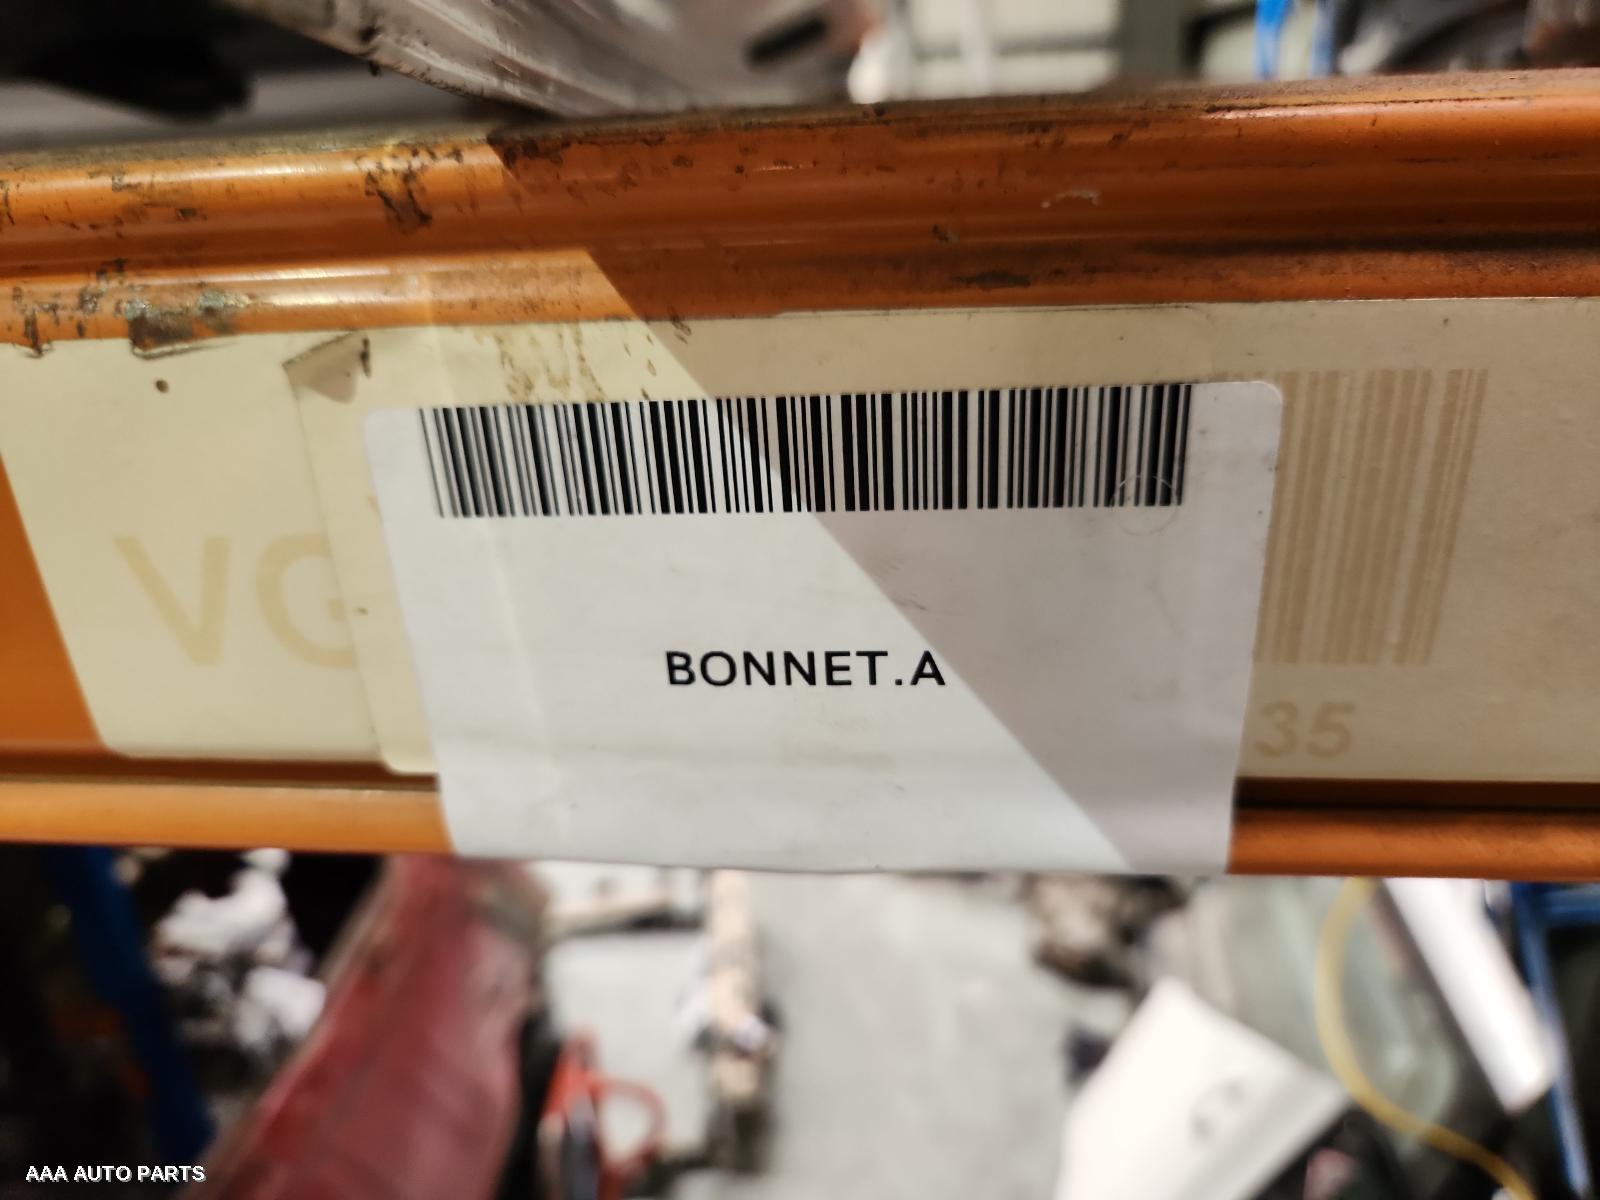 VG
BONNET.A
35
AAA AUTO PARTS